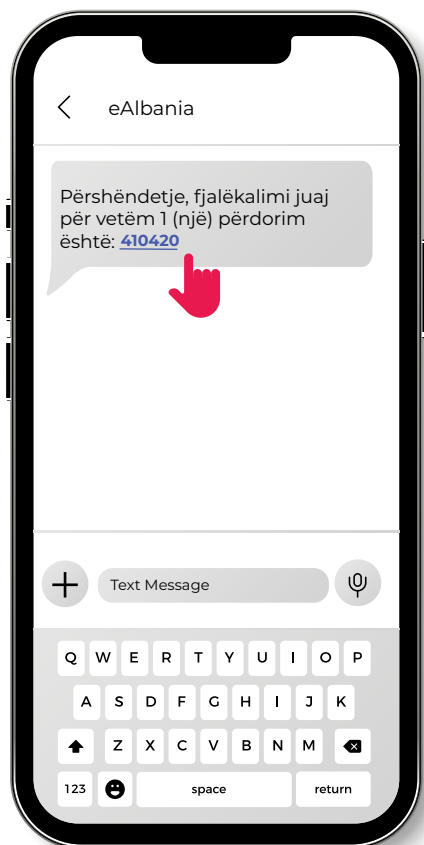 eAlbania
Përshëndetje, fjalëkalimi juaj
për vetëm 1 (një) përdorim
është: 410420
Text Message
Q W E R T Y U I O P
A S D F G H I J K
Z X C V B N M
123 space return